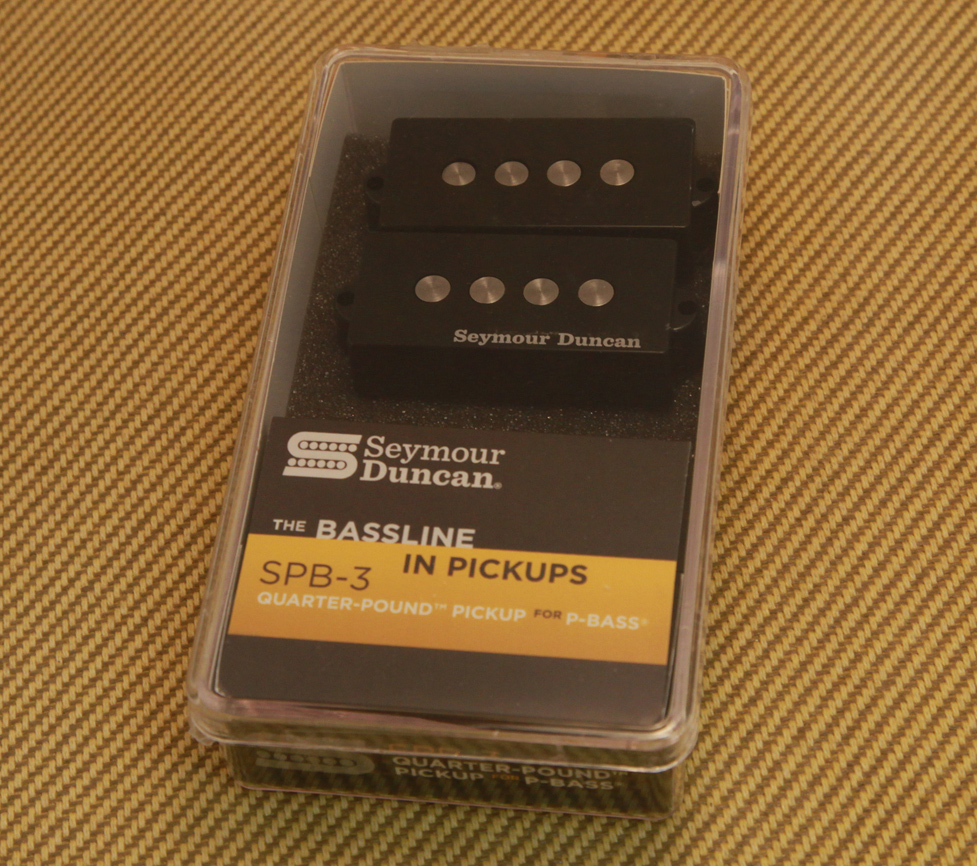 Seymour Duncan
Seymour
Duncan®
THE BASSLINE
IN PICKUPS
SPB-3
QUARTER-POUND™ PICKUP FOR P-BASS®
QUARTER-POUND™
PICKUP FOR P-BASS®